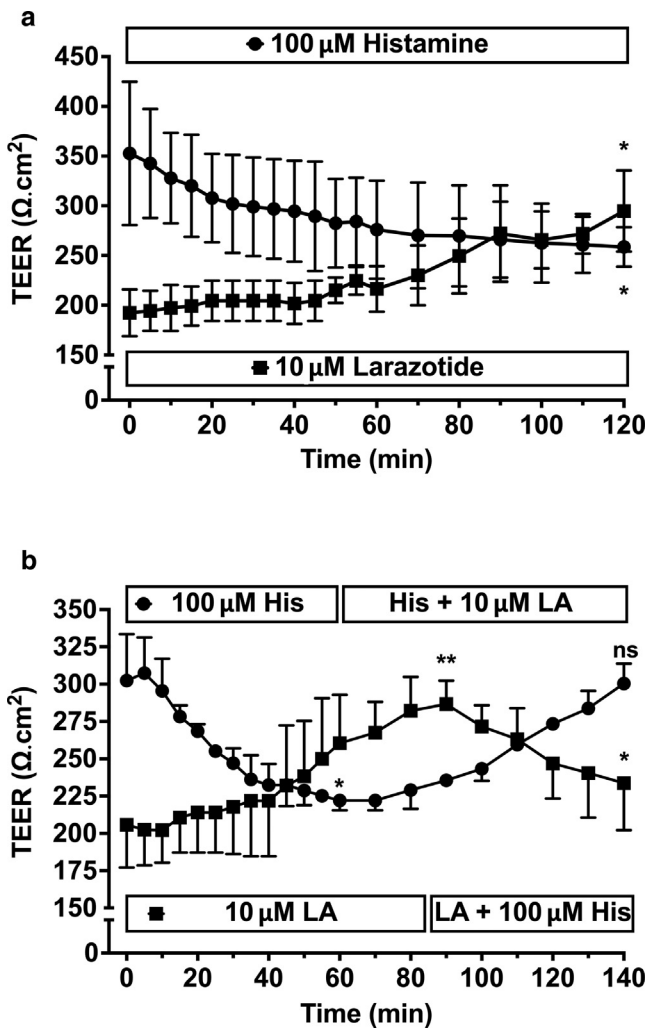 a
100 μM Histamine
450
400
350
300
250
200
150
0
TEER (Ω.cm²)
*
*
10 μM Larazotide
0 20 40 60 80 100 120
Time (min)
b
100 μM His His + 10 μM LA
350
325
300
275
250
225
200
175
150
0
TEER (Ω.cm²)
ns
**
*
*
10 μM LA LA + 100 μM His
0 20 40 60 80 100 120 140
Time (min)